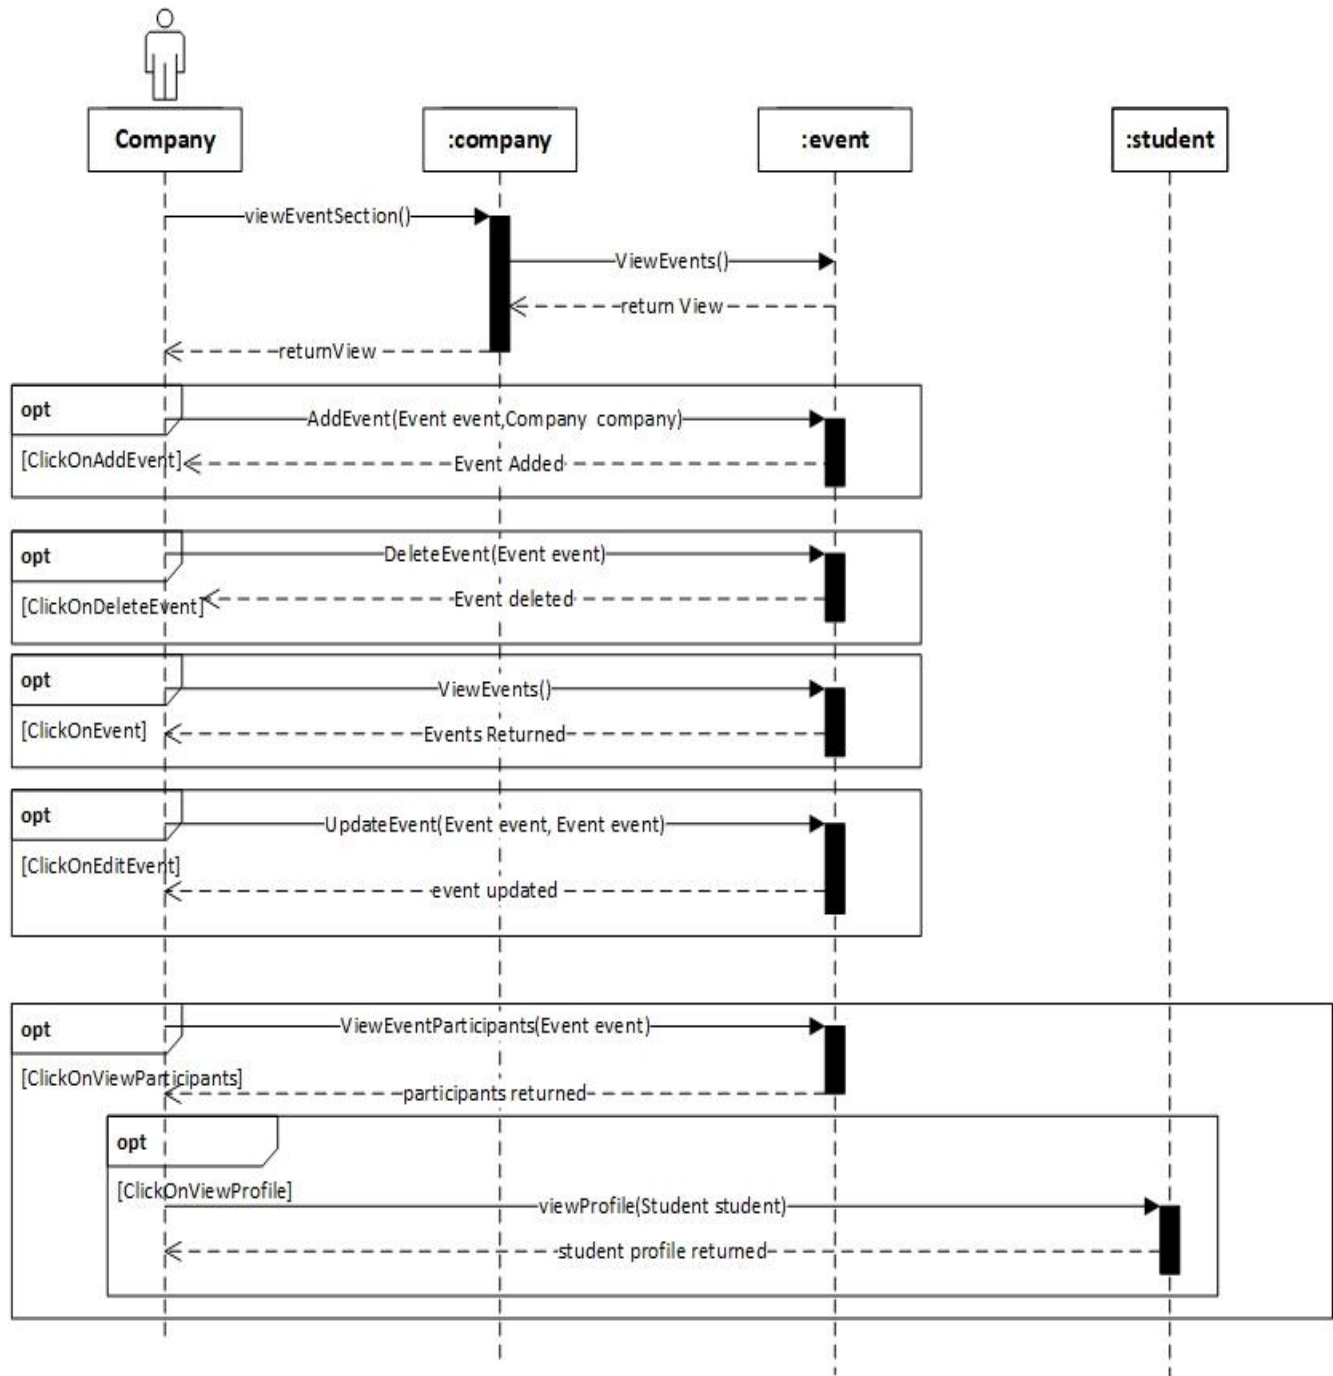 Company
:company
:event
:student
viewEventSection()
ViewEvents()
return View
returnView
opt
AddEvent(Event event,Company company)
[ClickOnAddEvent]
Event Added
opt
DeleteEvent(Event event)
[ClickOnDeleteEvent]
Event deleted
opt
ViewEvents()
[ClickOnEvent]
Events Returned
opt
UpdateEvent(Event event, Event event)
[ClickOnEditEvent]
event updated
opt
ViewEventParticipants(Event event)
[ClickOnViewParticipants]
participants returned
opt
[ClickOnViewProfile]
viewProfile(Student student)
student profile returned